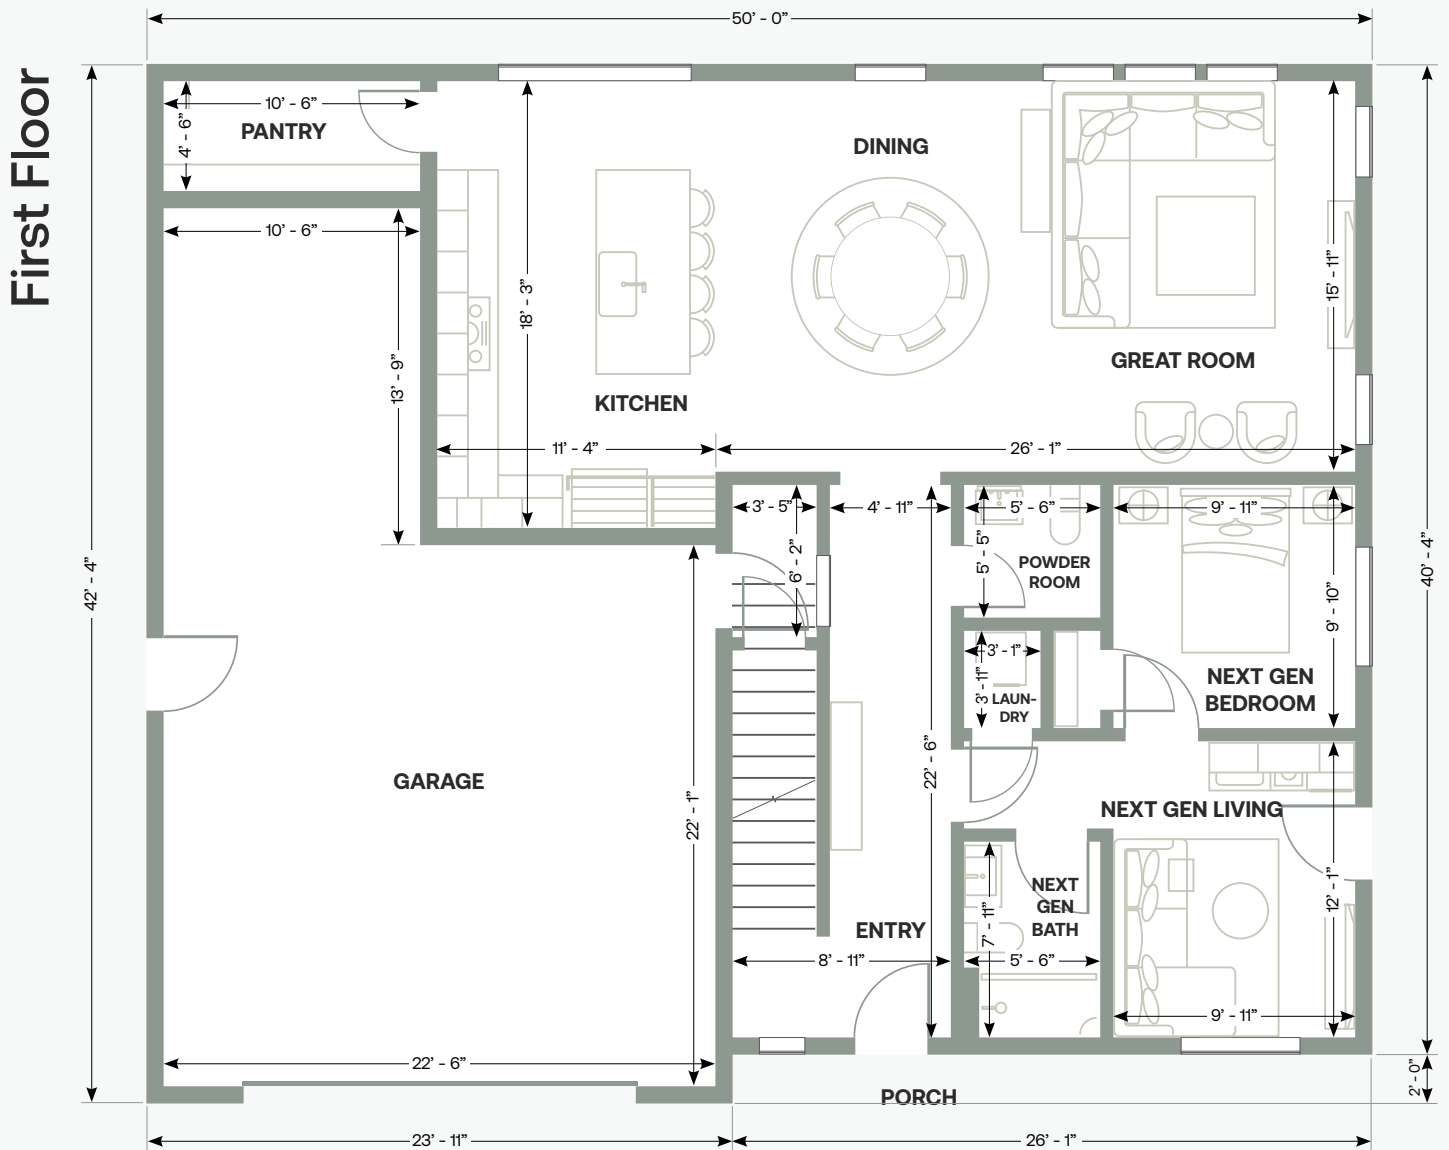 50' - 0"
First Floor
10' - 6"
4' - 6"
PANTRY
DINING
10' - 6"
18' - 3"
15' - 11"
13' - 9"
GREAT ROOM
KITCHEN
11' - 4"
26' - 1"
3' - 5"
4' - 11"
5' - 6"
9' - 11"
6' - 2"
5' - 5"
POWDER
ROOM
42' - 4"
40' - 4"
9' - 10"
3' - 1"
3' - 11"
LAUN-
DRY
NEXT GEN
BEDROOM
22' - 6"
GARAGE
22' - 1"
NEXT GEN LIVING
NEXT
GEN
BATH
7' - 11"
12' - 1"
ENTRY
8' - 11"
5' - 6"
9' - 11"
22' - 6"
2' - 0"
PORCH
23' - 11"
26' - 1"